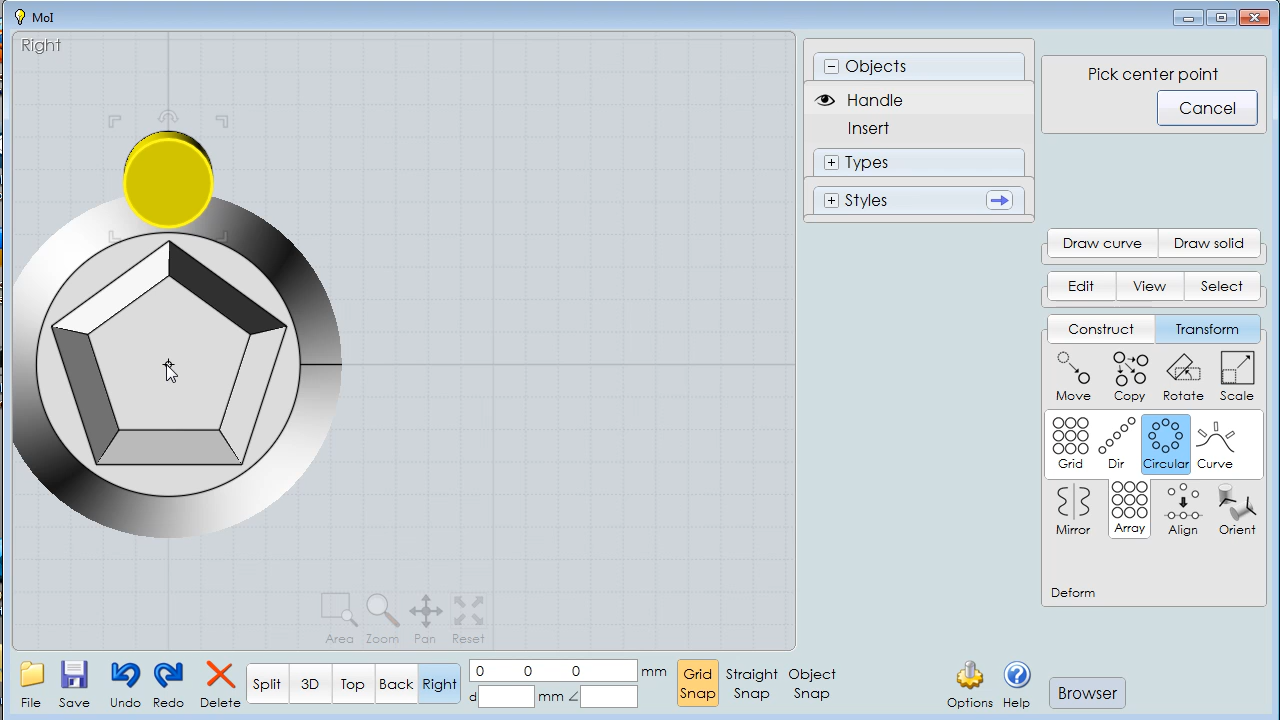 MoI
Right
Objects
Handle
Insert
Types
Styles
Pick center point
Cancel
Draw curve Draw solid
Edit View Select
Construct Transform
Move Copy Rotate Scale
Grid Dir Circular Curve
Mirror Array Align Orient
Deform
Area Zoom Pan Reset
File Save Undo Redo Delete
Split 3D Top Back Right
0 0 0 mm
d mm ∠
Grid Snap
Straight Snap
Object Snap
Options Help
Browser